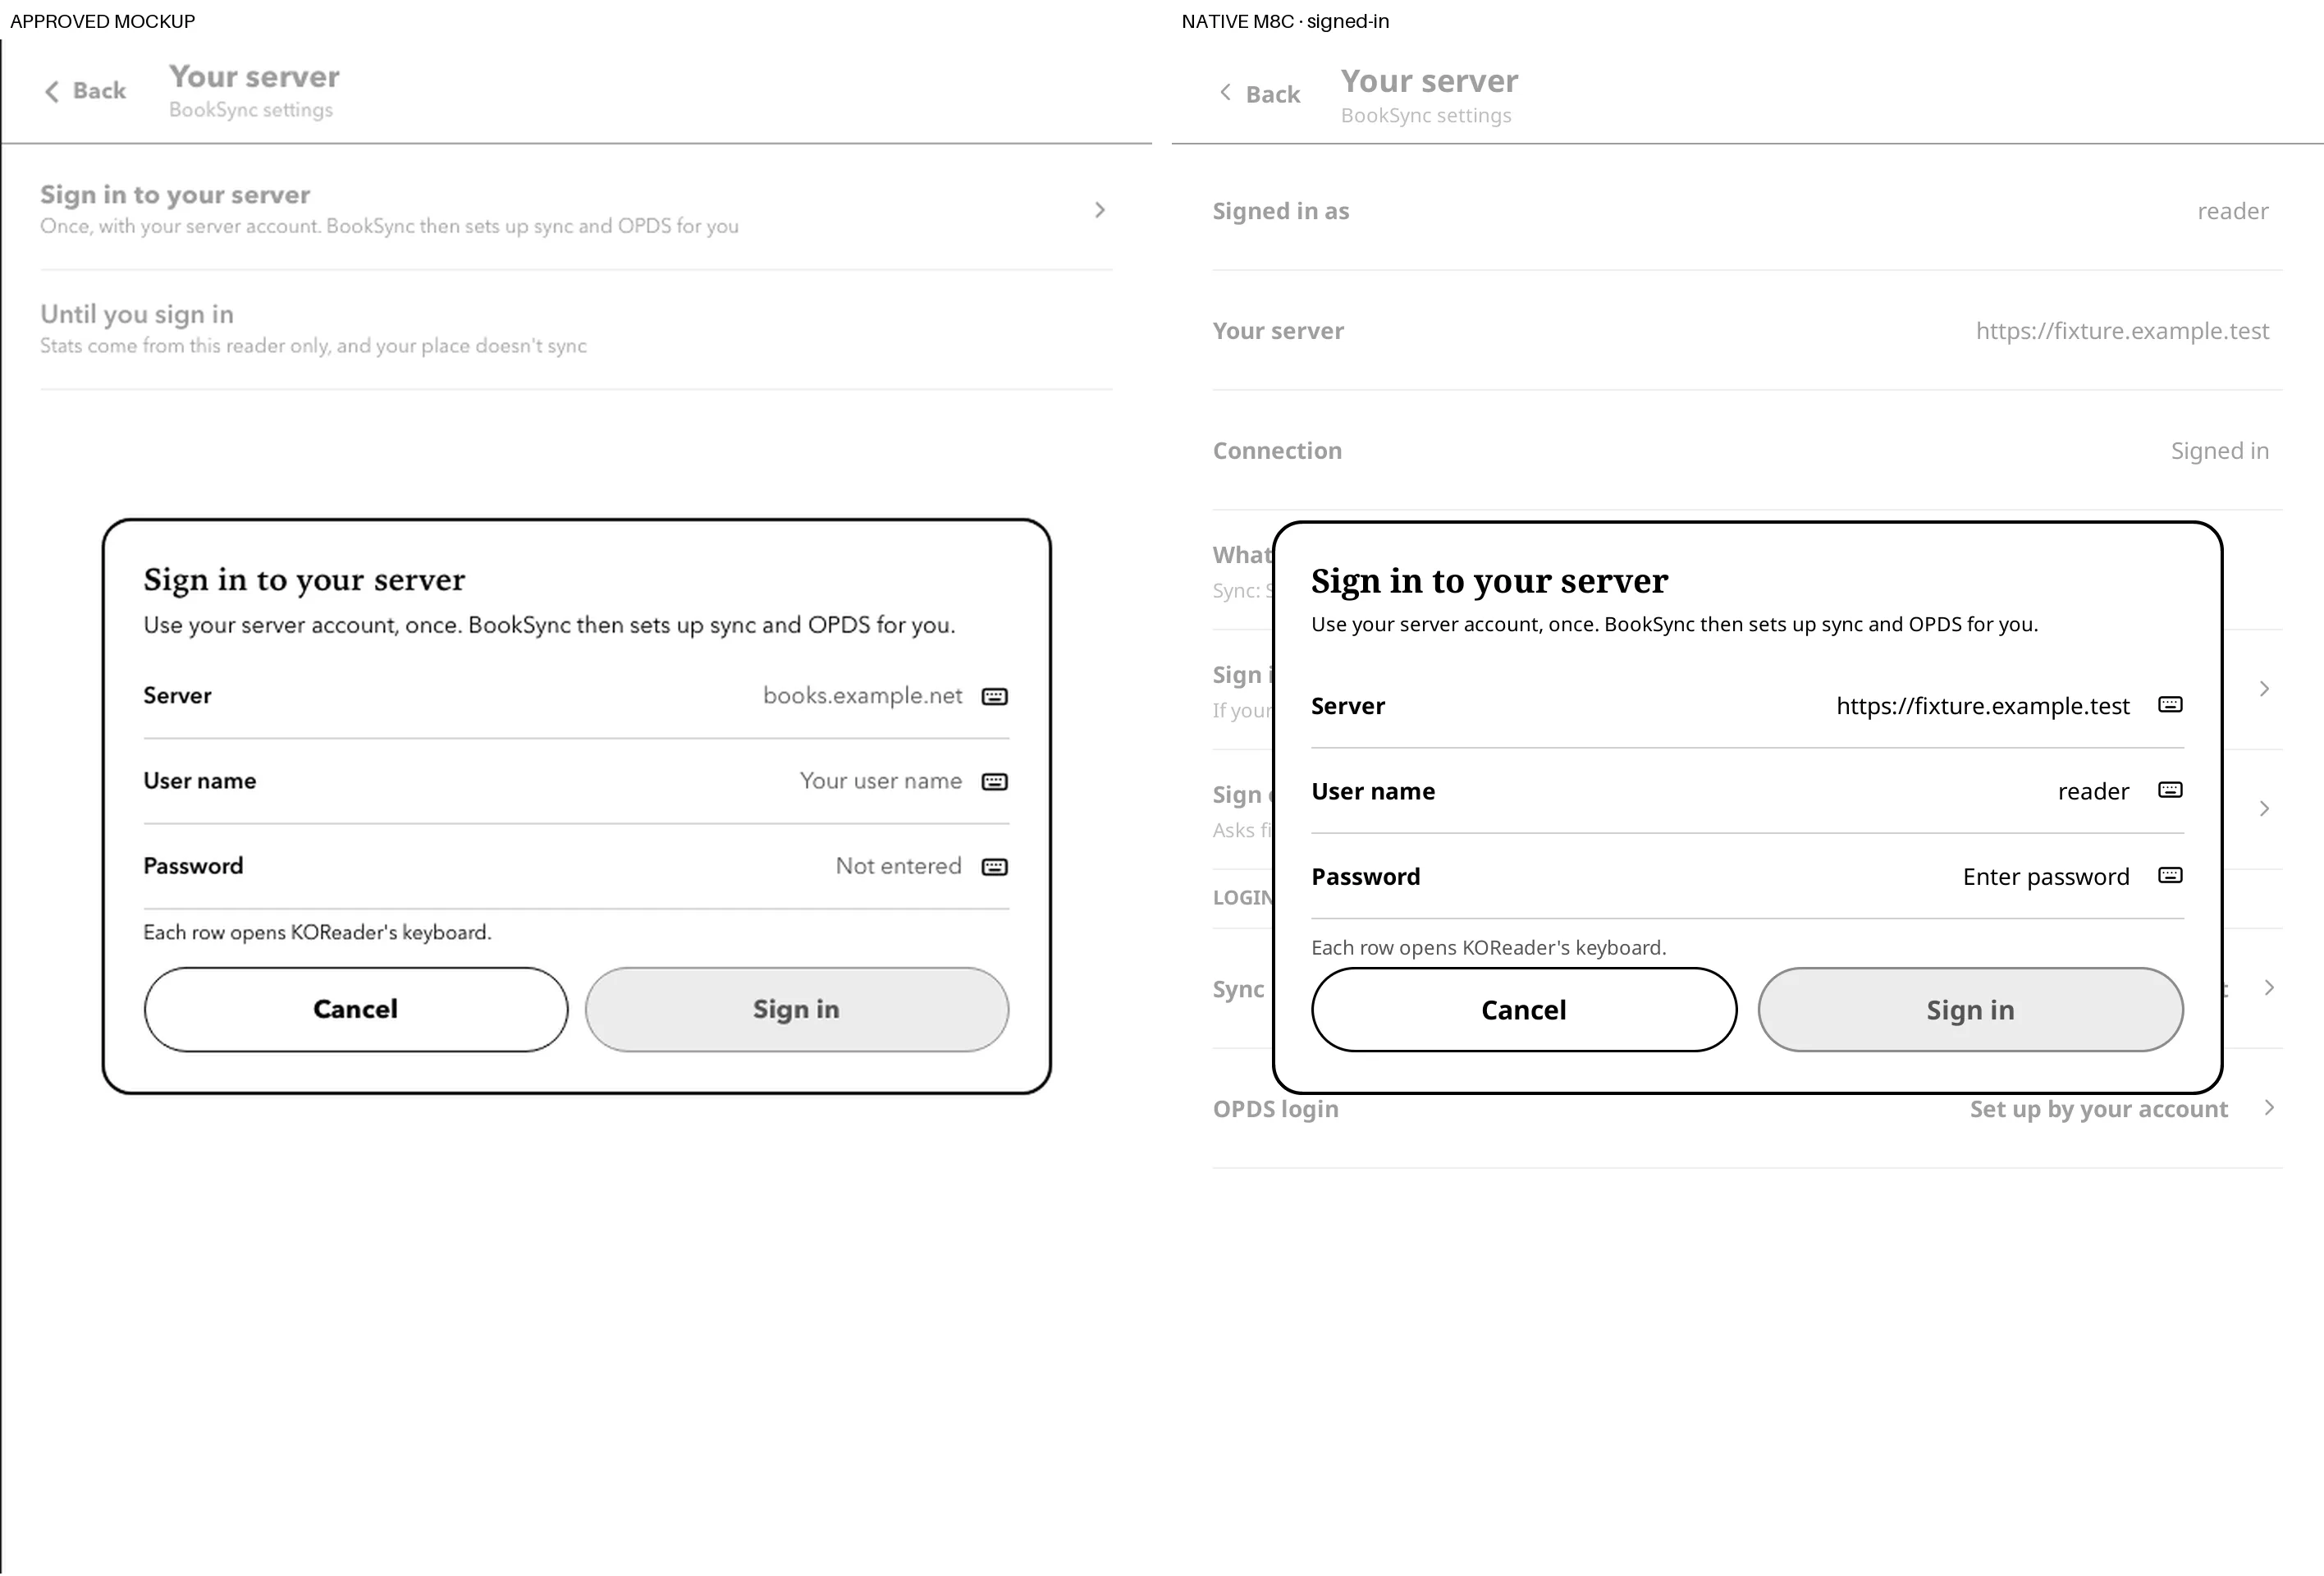 APPROVED MOCKUP
Back
Your server
BookSync settings
Sign in to your server
Once, with your server account. BookSync then sets up sync and OPDS for you
Until you sign in
Stats come from this reader only, and your place doesn't sync
Sign in to your server
Use your server account, once. BookSync then sets up sync and OPDS for you.
Server books.example.net
User name Your user name
Password Not entered
Each row opens KOReader's keyboard.
Cancel Sign in
NATIVE M8C · signed-in
Back
Your server
BookSync settings
Signed in as reader
Your server https://fixture.example.test
Connection Signed in
What
Sync:
Sign
If your
Sign
Asks
LOGIN
Sync
Sign in to your server
Use your server account, once. BookSync then sets up sync and OPDS for you.
Server https://fixture.example.test
User name reader
Password Enter password
Each row opens KOReader's keyboard.
Cancel Sign in
OPDS login Set up by your account